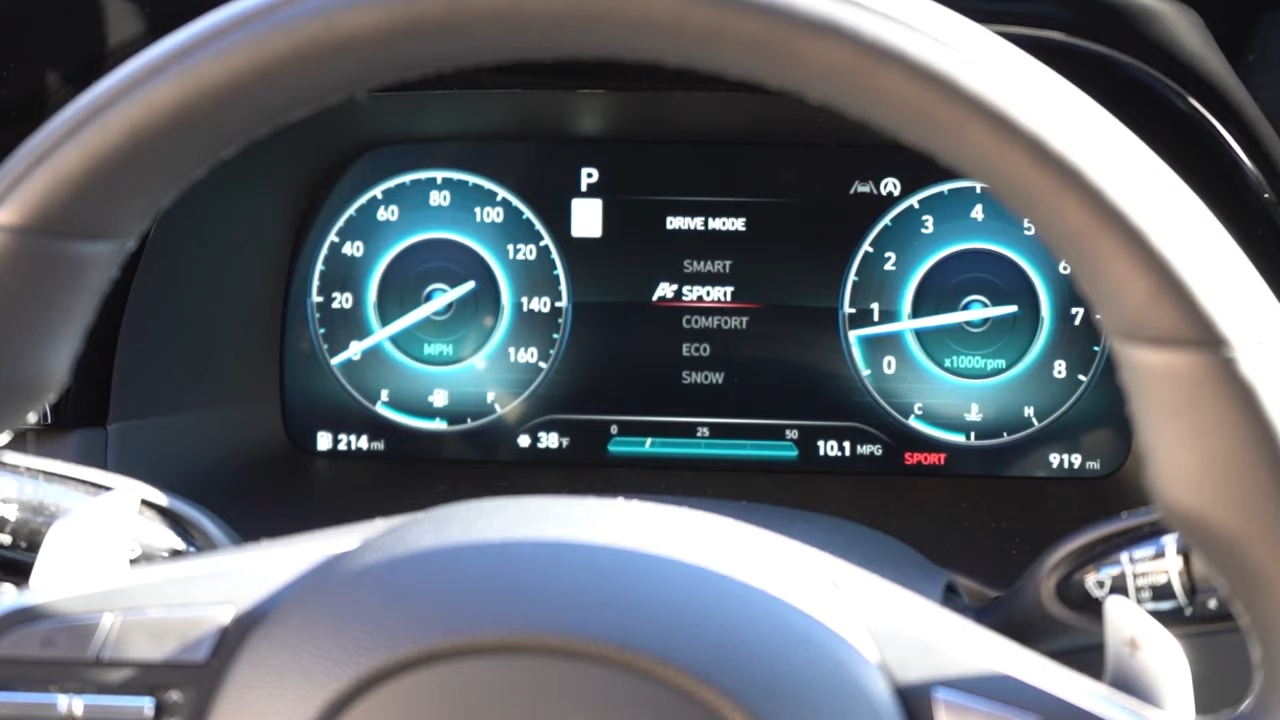 P
DRIVE MODE
SMART
SPORT
COMFORT
ECO
SNOW
0
20
40
60
80
100
120
140
160
MPH
E
F
0
1
2
3
4
5
6
7
8
x1000rpm
C
H
214 mi
38°F
0 25 50
10.1 MPG
SPORT
919 mi
AUTO